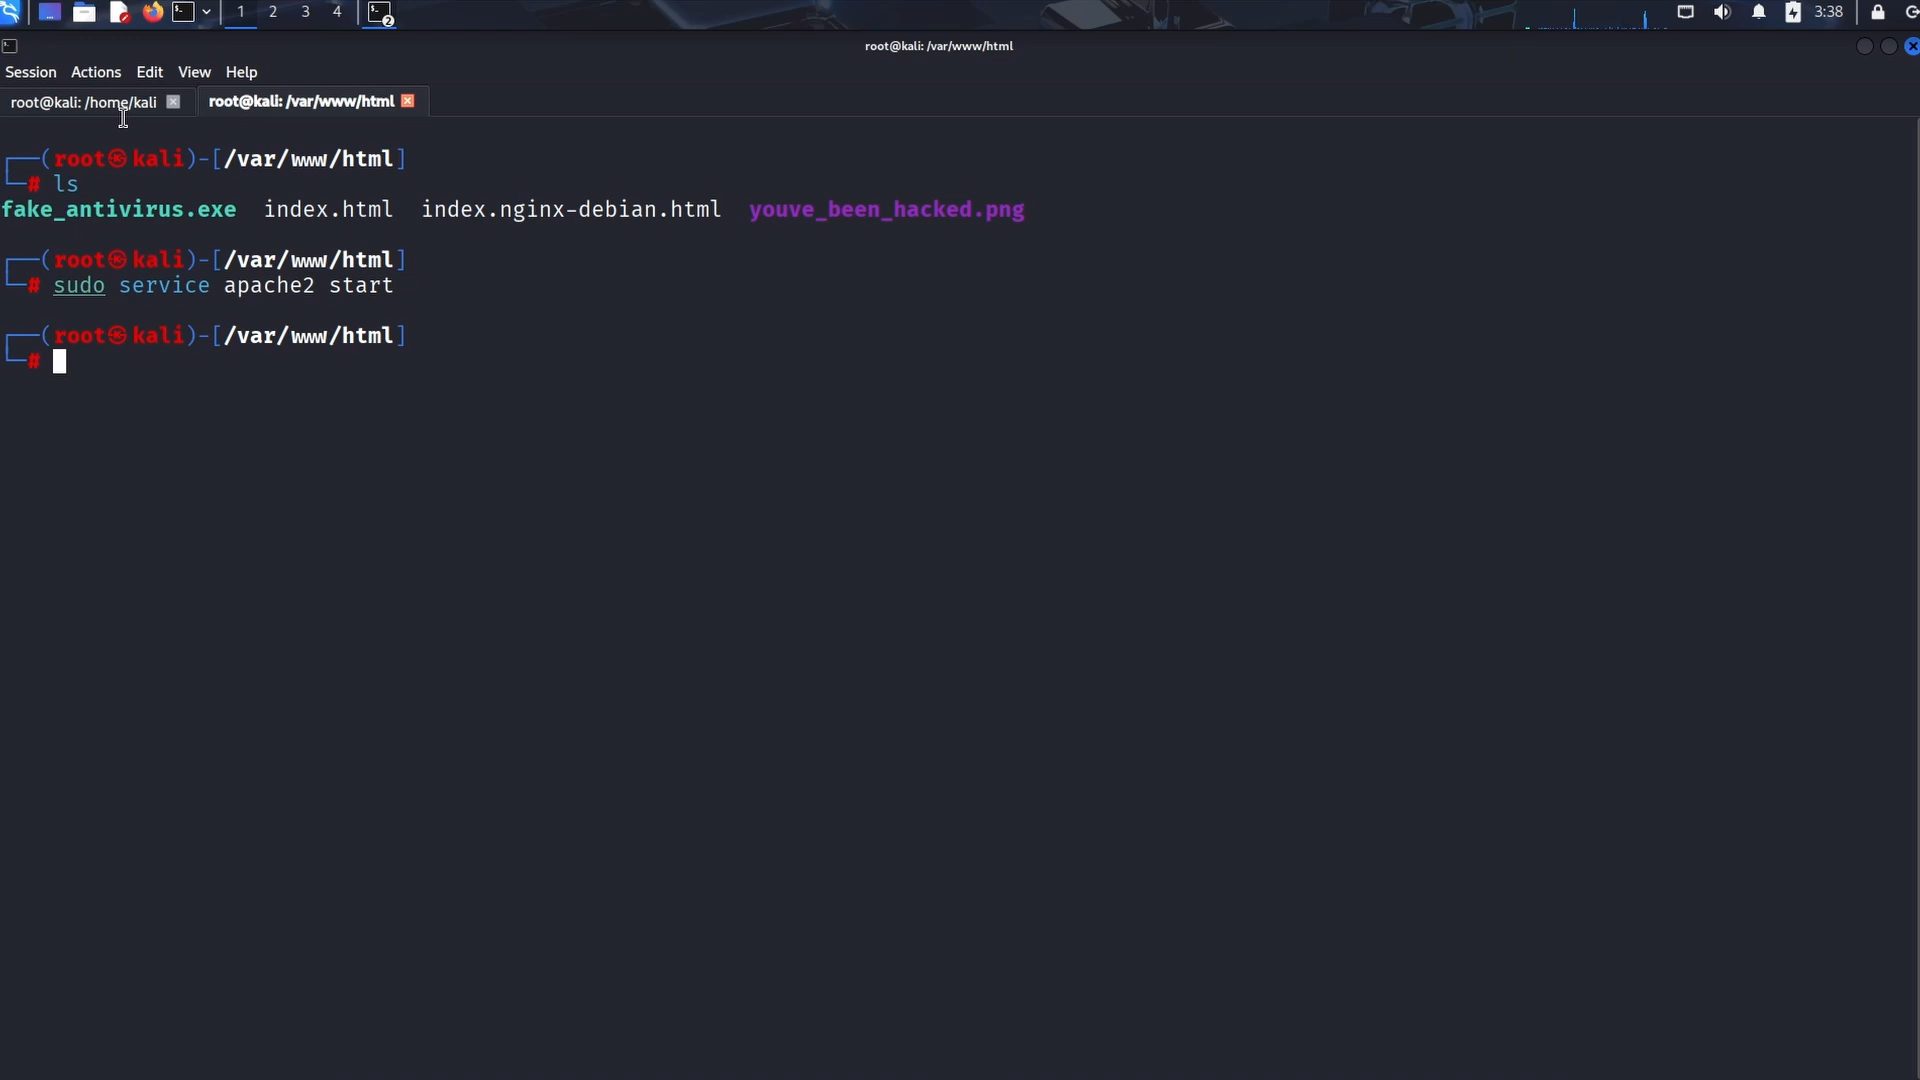 1 2 3 4 2 3:38
root@kali: /var/www/html
Session Actions Edit View Help
root@kali: /home/kali root@kali: /var/www/html
┌──(root㉿kali)-[/var/www/html]
└─# ls
fake_antivirus.exe index.html index.nginx-debian.html youve_been_hacked.png
┌──(root㉿kali)-[/var/www/html]
└─# sudo service apache2 start
┌──(root㉿kali)-[/var/www/html]
└─#